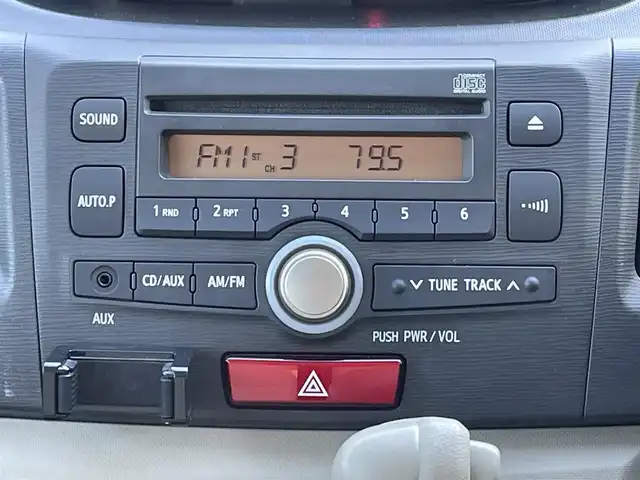 COMPACT
disc
DIGITAL AUDIO
SOUND
FM1 ST CH 3 79.5
AUTO.P
1 RND 2 RPT 3 4 5 6
CD/AUX AM/FM
TUNE TRACK
AUX
PUSH PWR/VOL